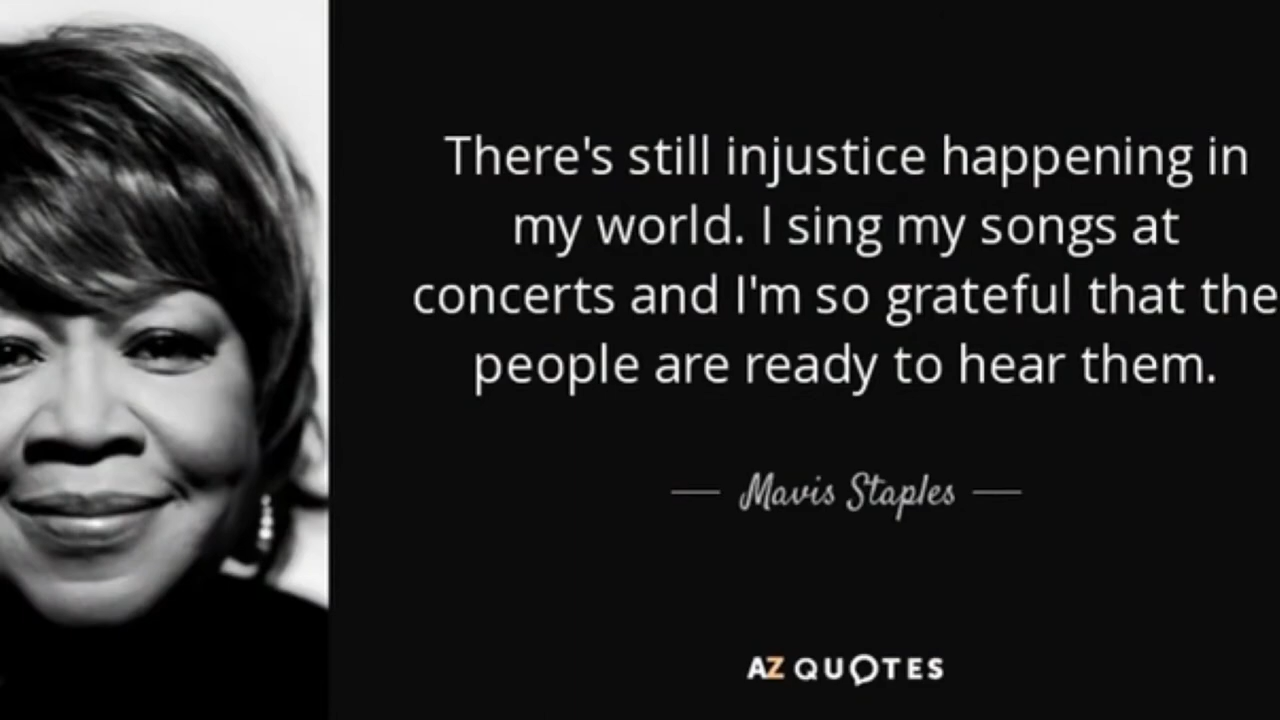 There's still injustice happening in
my world. I sing my songs at
concerts and I'm so grateful that the
people are ready to hear them.
— Mavis Staples —
AZ QUOTES